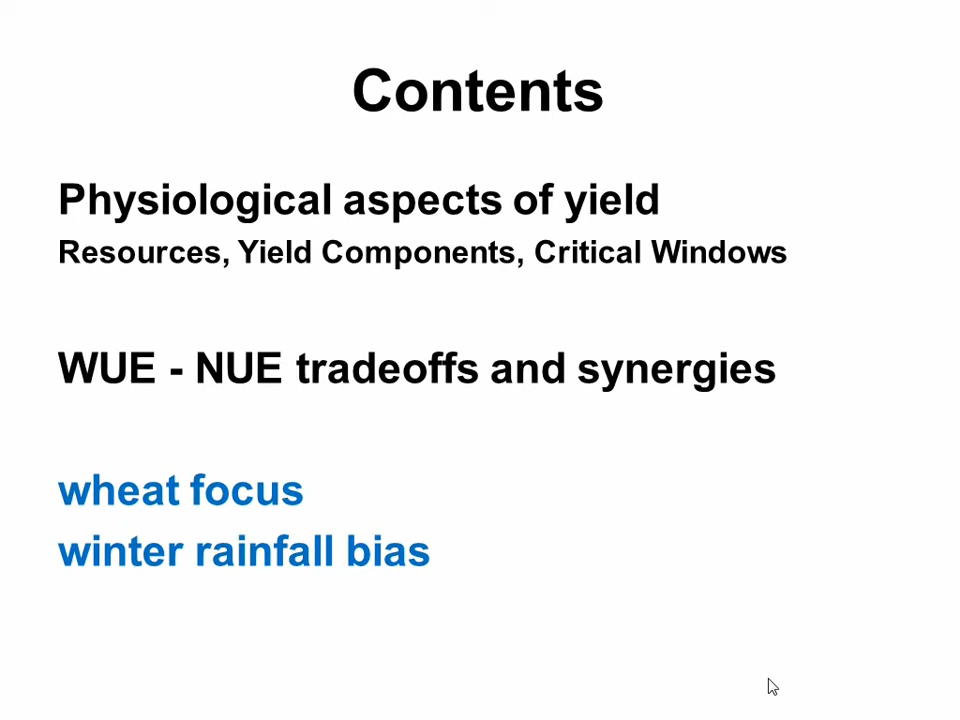 Contents
Physiological aspects of yield
Resources, Yield Components, Critical Windows
WUE - NUE tradeoffs and synergies
wheat focus
winter rainfall bias